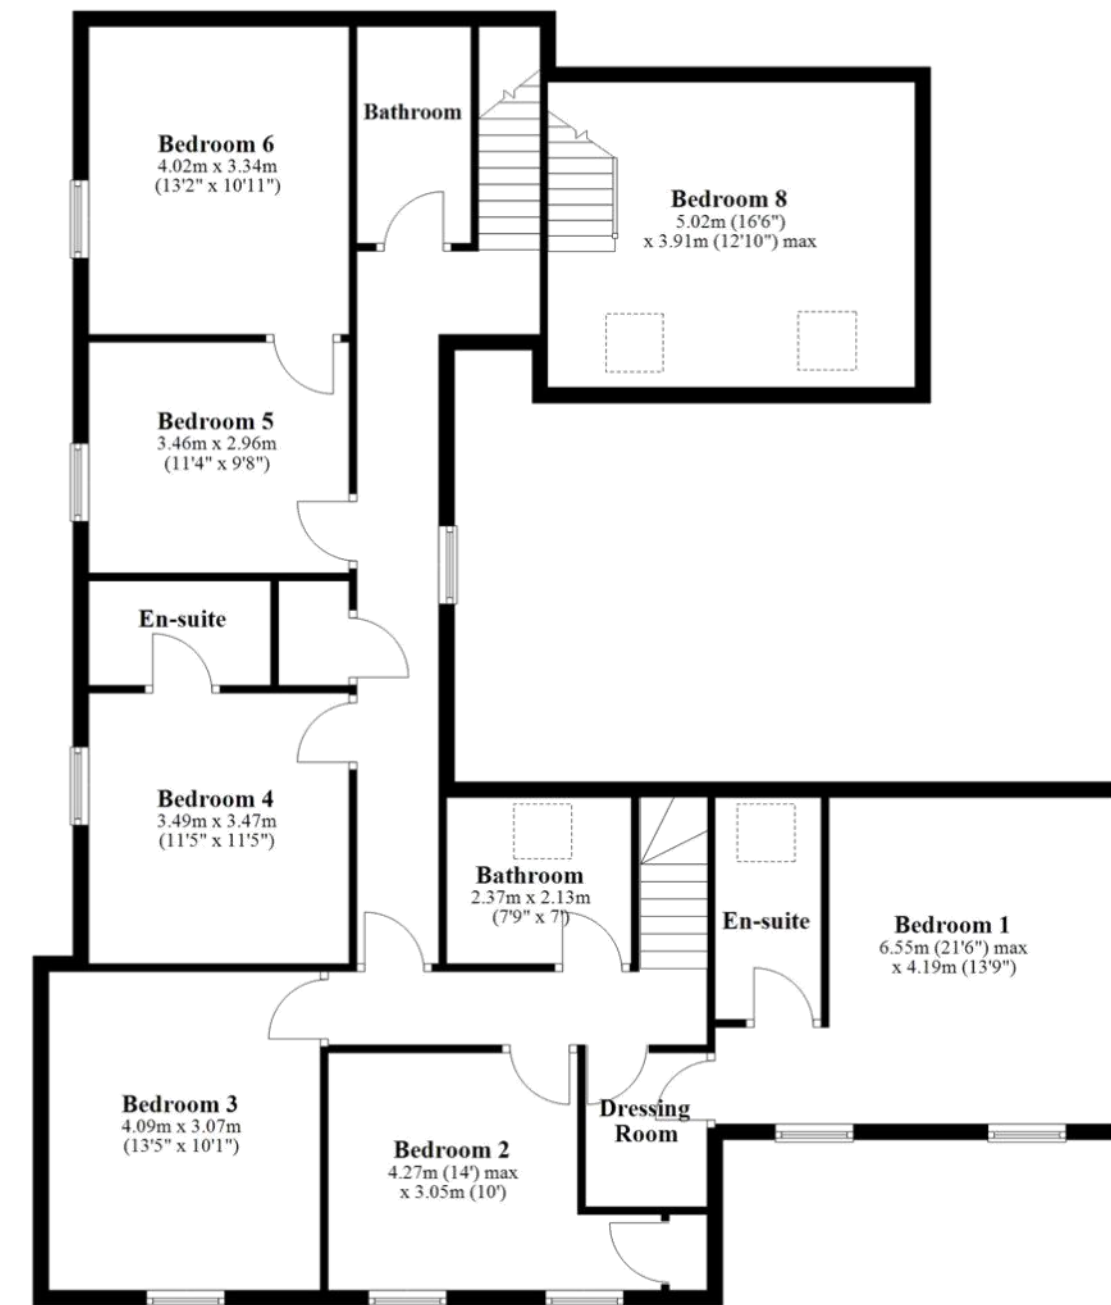 Bathroom
Bedroom 6
4.02m x 3.34m
(13'2" x 10'11")
Bedroom 8
5.02m (16'6")
x 3.91m (12'10") max
Bedroom 5
3.46m x 2.96m
(11'4" x 9'8")
En-suite
Bedroom 4
3.49m x 3.47m
(11'5" x 11'5")
Bathroom
2.37m x 2.13m
(7'9" x 7')
En-suite
Bedroom 1
6.55m (21'6") max
x 4.19m (13'9")
Bedroom 3
4.09m x 3.07m
(13'5" x 10'1")
Dressing
Room
Bedroom 2
4.27m (14') max
x 3.05m (10')